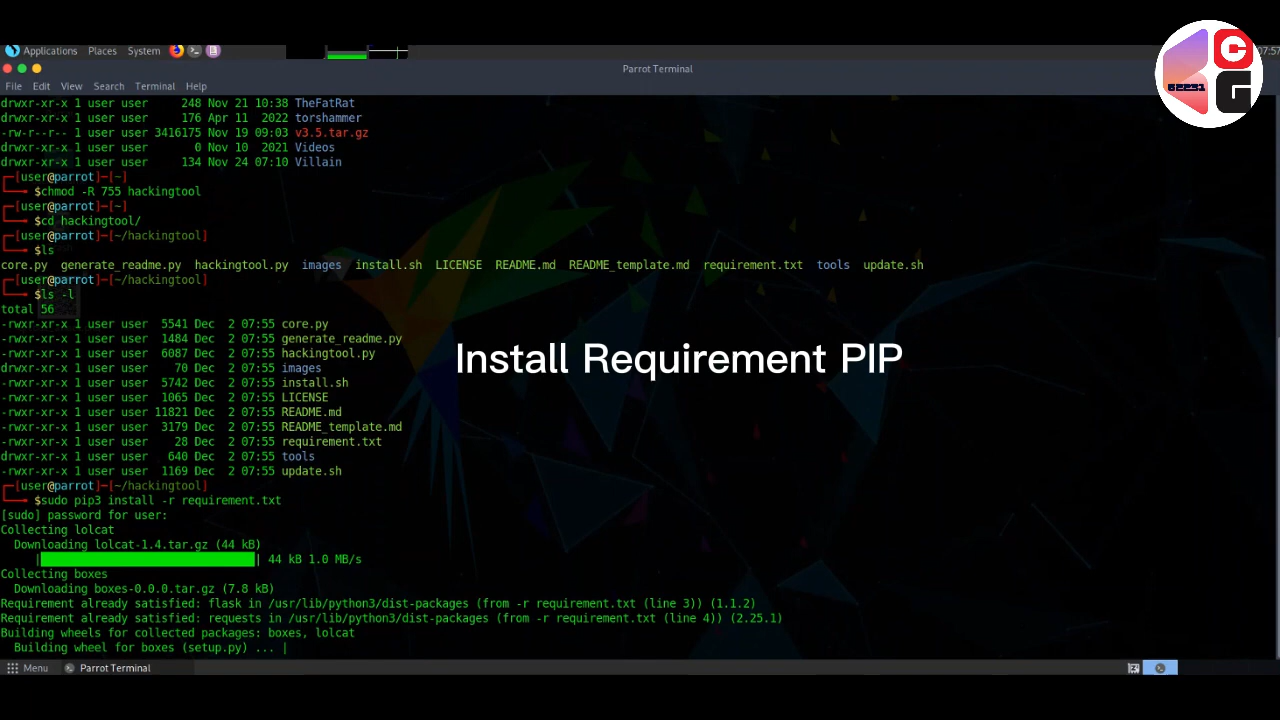 Applications Places System
07:57
Parrot Terminal
File Edit View Search Terminal Help
drwxr-xr-x 1 user user 248 Nov 21 10:38 TheFatRat
drwxr-xr-x 1 user user 176 Apr 11 2022 torshammer
-rw-r--r-- 1 user user 3416175 Nov 19 09:03 v3.5.tar.gz
drwxr-xr-x 1 user user 0 Nov 10 2021 Videos
drwxr-xr-x 1 user user 134 Nov 24 07:10 Villain
[user@parrot]─[~]
$chmod -R 755 hackingtool
[user@parrot]─[~]
$cd hackingtool/
[user@parrot]─[~/hackingtool]
$ls
core.py generate_readme.py hackingtool.py images install.sh LICENSE README.md README_template.md requirement.txt tools update.sh
[user@parrot]─[~/hackingtool]
$ls -l
total 56
-rwxr-xr-x 1 user user 5541 Dec 2 07:55 core.py
-rwxr-xr-x 1 user user 1484 Dec 2 07:55 generate_readme.py
-rwxr-xr-x 1 user user 6087 Dec 2 07:55 hackingtool.py
drwxr-xr-x 1 user user 70 Dec 2 07:55 images
-rwxr-xr-x 1 user user 5742 Dec 2 07:55 install.sh
-rwxr-xr-x 1 user user 1065 Dec 2 07:55 LICENSE
-rwxr-xr-x 1 user user 11821 Dec 2 07:55 README.md
-rwxr-xr-x 1 user user 3179 Dec 2 07:55 README_template.md
-rwxr-xr-x 1 user user 28 Dec 2 07:55 requirement.txt
drwxr-xr-x 1 user user 640 Dec 2 07:55 tools
-rwxr-xr-x 1 user user 1169 Dec 2 07:55 update.sh
[user@parrot]─[~/hackingtool]
$sudo pip3 install -r requirement.txt
[sudo] password for user:
Collecting lolcat
Downloading lolcat-1.4.tar.gz (44 kB)
| | 44 kB 1.0 MB/s
Collecting boxes
Downloading boxes-0.0.0.tar.gz (7.8 kB)
Requirement already satisfied: flask in /usr/lib/python3/dist-packages (from -r requirement.txt (line 3)) (1.1.2)
Requirement already satisfied: requests in /usr/lib/python3/dist-packages (from -r requirement.txt (line 4)) (2.25.1)
Building wheels for collected packages: boxes, lolcat
Building wheel for boxes (setup.py) ... |
Install Requirement PIP
C
G
Menu Parrot Terminal